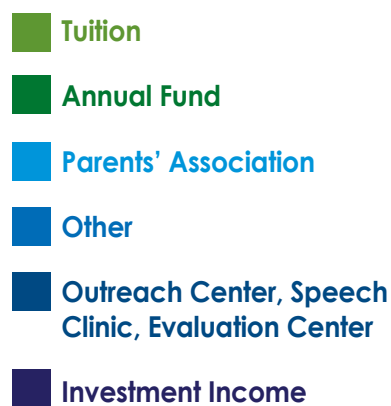 Tuition
Annual Fund
Parents’ Association
Other
Outreach Center, Speech
Clinic, Evaluation Center
Investment Income